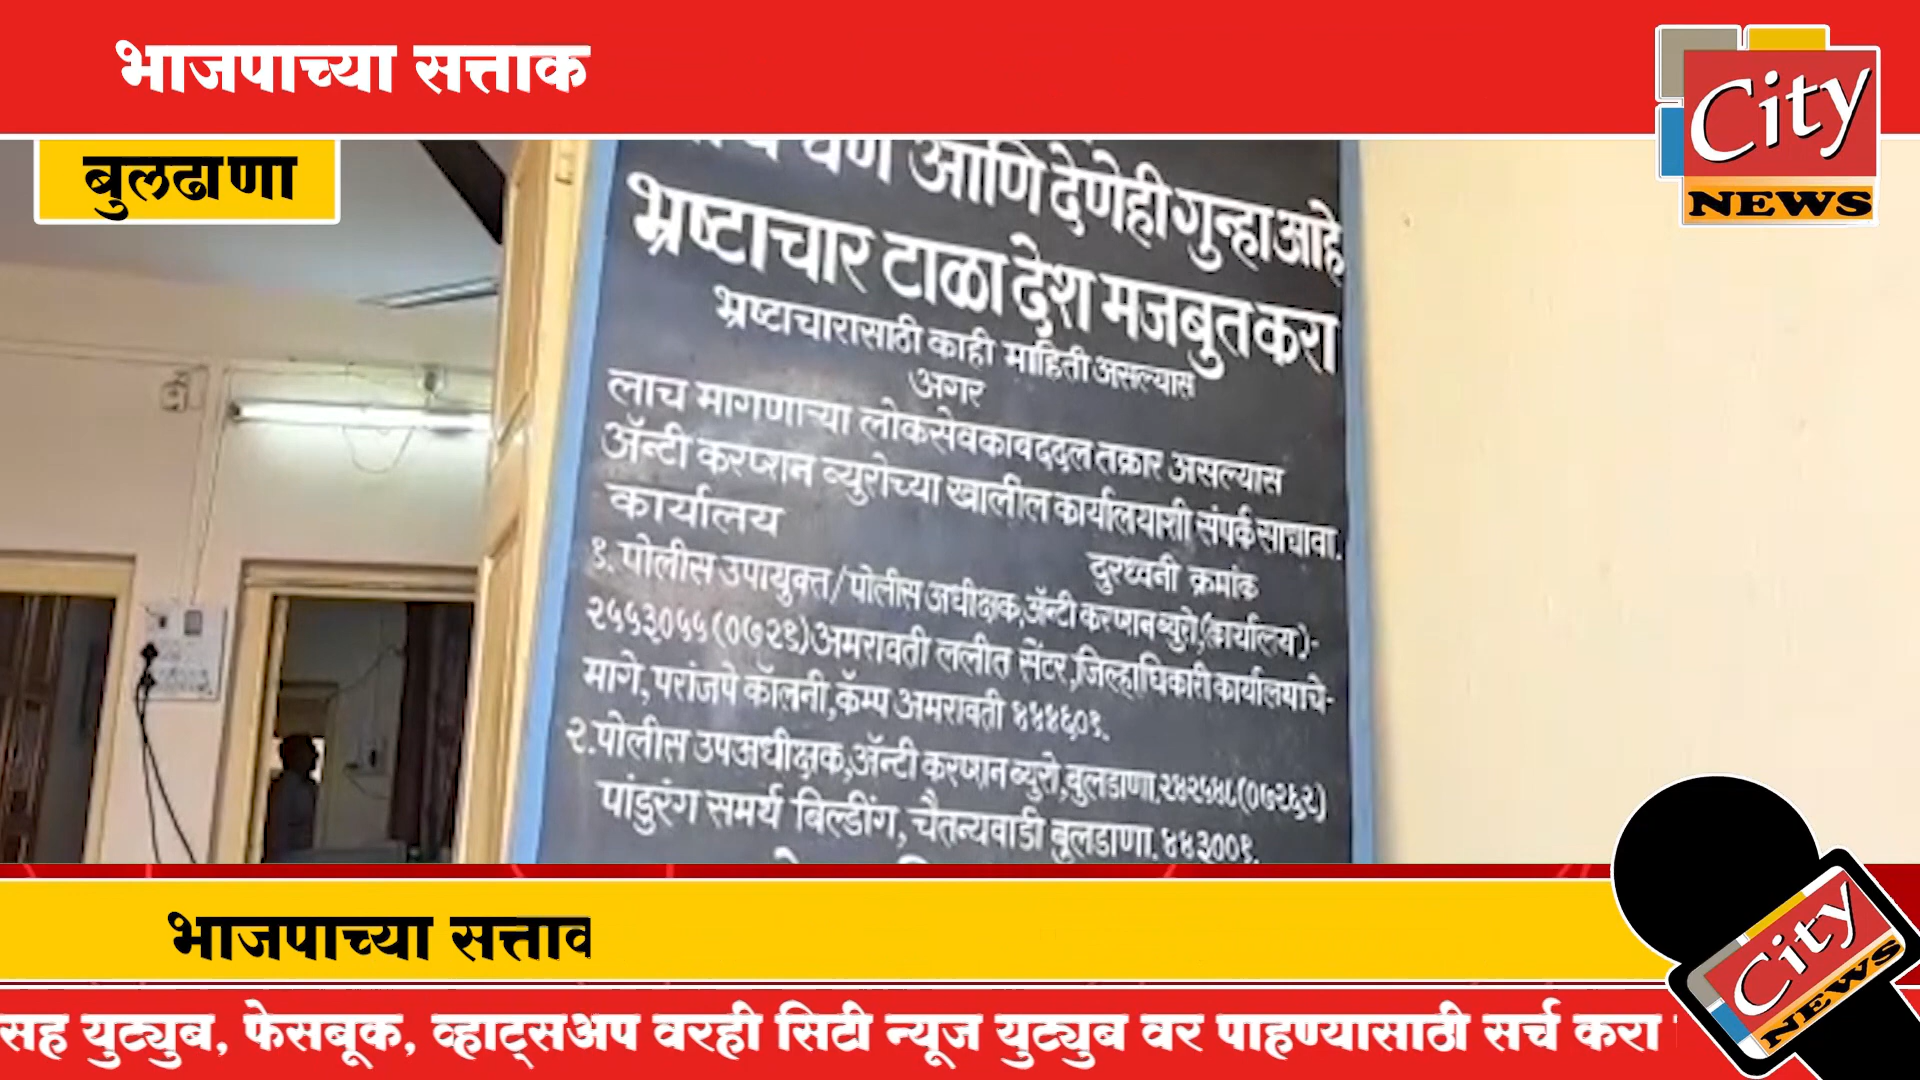 भाजपाच्या सत्ताक
City
NEWS
बुलढाणा
घेणे आणि देणेही गुन्हा आहे
भ्रष्टाचार टाळा देश मजबुत करा
भ्रष्टाचारासाठी काही माहिती असल्यास
अगर
लाच मागणाऱ्या लोकसेवकावददल तक्रार असल्यास
ॲन्टी करप्शन ब्युरोच्या खालील कार्यालयाशी संपर्क साधावा.
कार्यालय
दुरध्वनी क्रमांक
१. पोलीस उपायुक्त/पोलीस अधीक्षक,ॲन्टी करप्शन ब्युरो,(कार्यालय):-
२५५३०५५(०७२१)अमरावती ललीत सेंटर,जिल्हाधिकारी कार्यालयाचे-
मागे, परांजपे कॉलनी,कॅम्प अमरावती ४४४६०१.
२.पोलीस उपअधीक्षक,ॲन्टी करप्शन ब्युरो,बुलडाणा.२४२५४८(०७२६२)
पांडुरंग समर्थ बिल्डींग, चैतन्यवाडी बुलडाणा.४४३००१.
भाजपाच्या सत्ताव
सह युट्युब, फेसबूक, व्हाट्सअप वरही सिटी न्यूज युट्युब वर पाहण्यासाठी सर्च करा
City
NEWS